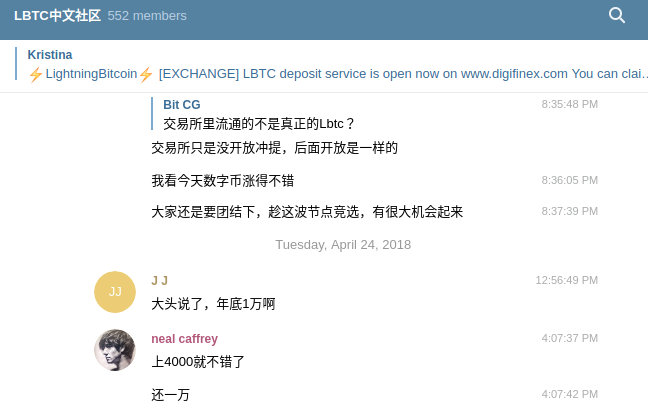 LBTC中文社区 552 members
Kristina
⚡LightningBitcoin⚡ [EXCHANGE] LBTC deposit service is open now on www.digifinex.com You can clai…
Bit CG 8:35:48 PM
交易所里流通的不是真正的Lbtc？
交易所只是没开放冲提，后面开放是一样的
我看今天数字币涨得不错 8:36:05 PM
大家还是要团结下，趁这波节点竞选，有很大机会起来 8:37:39 PM
Tuesday, April 24, 2018
J J 12:56:49 PM
JJ
大头说了，年底1万啊
neal caffrey 4:07:37 PM
上4000就不错了
还一万 4:07:42 PM